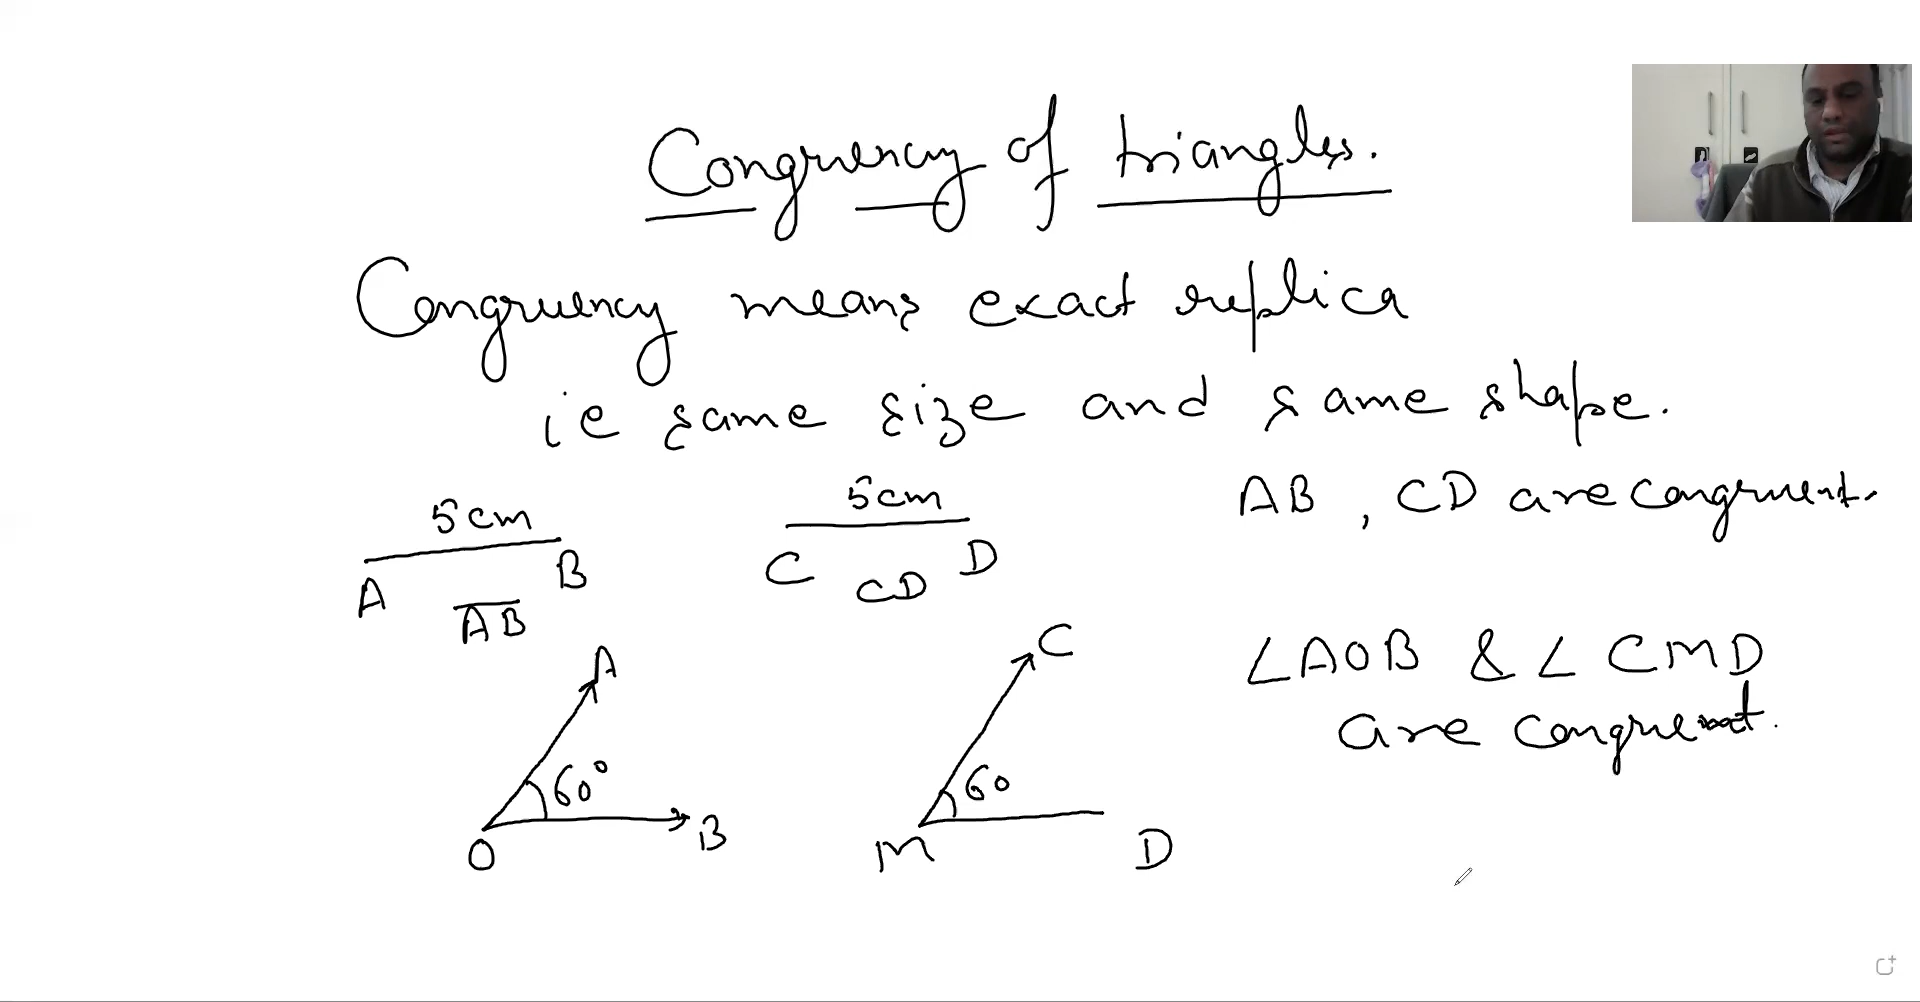 Congruency of triangles.
Congruency means exact replica
ie same size and same shape.
5cm
5cm
AB, CD are congruent.
A
B
C
D
AB
CD
A
C
∠AOB & ∠CMD
are congruent.
60°
60
O
B
M
D